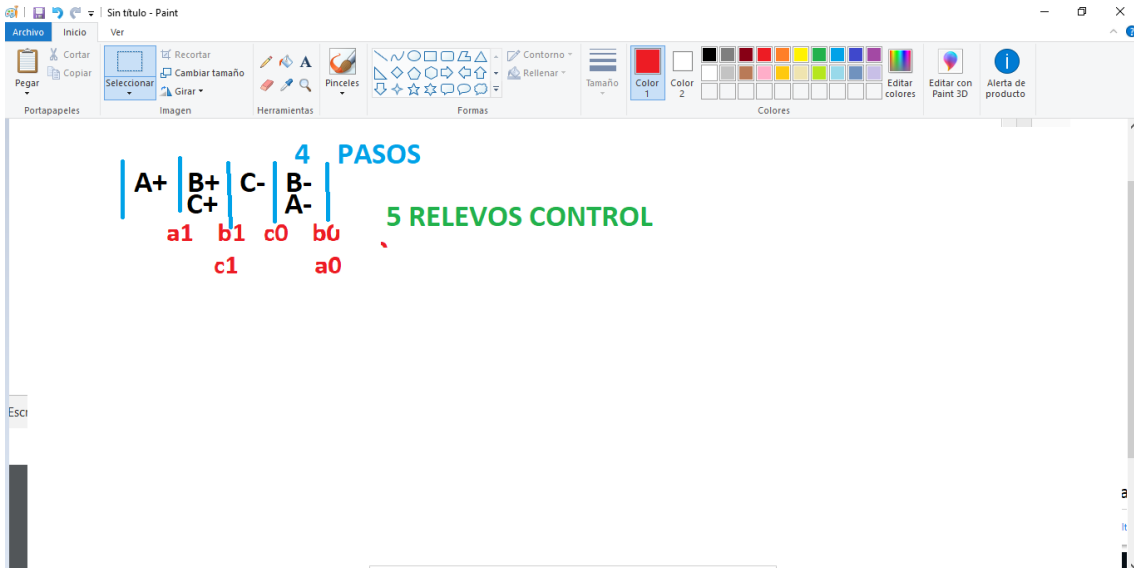 Sin título - Paint
Archivo Inicio Ver
Pegar
Cortar
Copiar
Portapapeles
Seleccionar
Recortar
Cambiar tamaño
Girar
Imagen
A
Herramientas
Pinceles
Contorno
Rellenar
Formas
Tamaño
Color 1
Color 2
Editar colores
Colores
Editar con Paint 3D
Alerta de producto
4 PASOS
A+ B+ C- B-
C+ A-
5 RELEVOS CONTROL
a1 b1 c0 b0
c1 a0